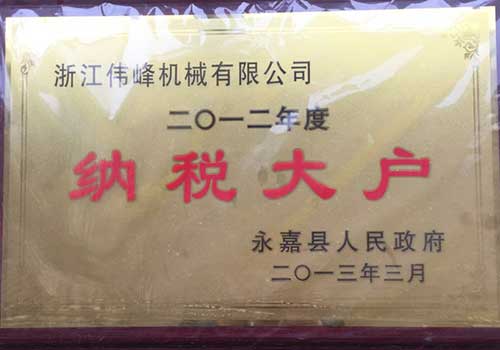 浙江伟峰机械有限公司
二〇一二年度
纳税大户
永嘉县人民政府
二〇一三年三月